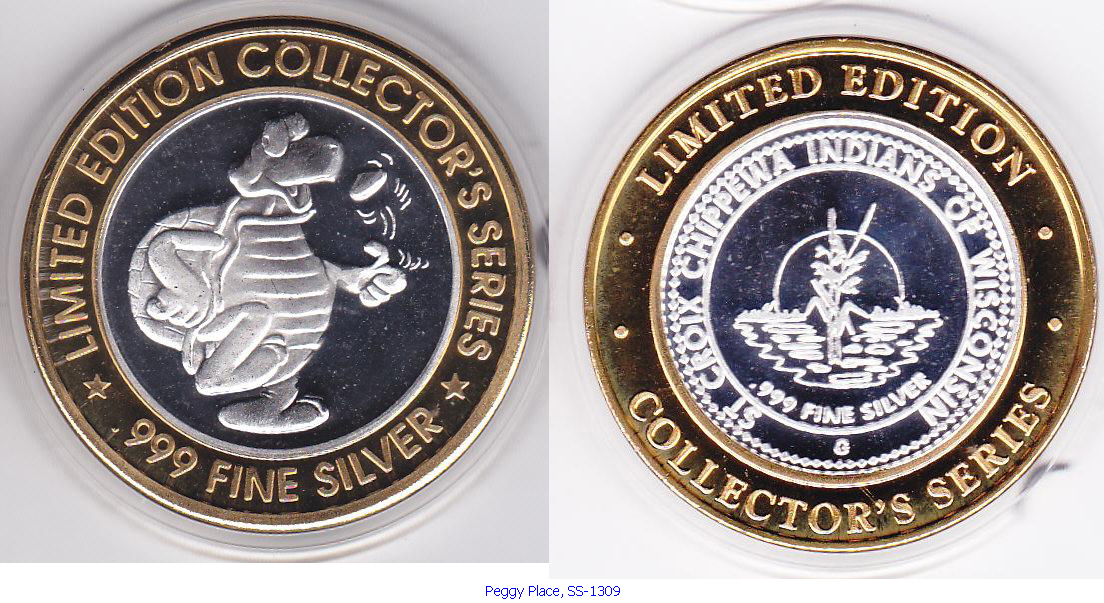 LIMITED EDITION COLLECTOR'S SERIES
.999 FINE SILVER
LIMITED EDITION
ST CROIX CHIPPEWA INDIANS OF WISCONSIN
.999 FINE SILVER
G
COLLECTOR'S SERIES
Peggy Place, SS-1309